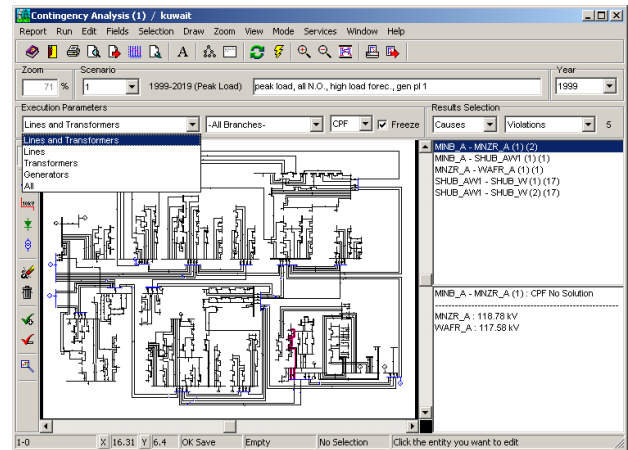 Contingency Analysis (1) / kuwait
Report Run Edit Fields Selection Draw Zoom View Mode Services Window Help
A
Zoom Scenario Year
71 % 1 1999-2019 (Peak Load) peak load, all N.O., high load forec., gen pl 1 1999
Execution Parameters Results Selection
Lines and Transformers -All Branches- CPF Freeze Causes Violations 5
Lines and Transformers
Lines
Transformers
Generators
All
MINB_A - MNZR_A (1) (2)
MINB_A - SHUB_AW1 (1) (1)
MNZR_A - WAFR_A (1) (1)
SHUB_AW1 - SHUB_W (1) (17)
SHUB_AW1 - SHUB_W (2) (17)
MINB_A - MNZR_A (1) : CPF No Solution
MNZR_A : 118.78 kV
WAFR_A : 117.58 kV
1-0 X 16.31 Y 6.4 OK Save Empty No Selection Click the entity you want to edit